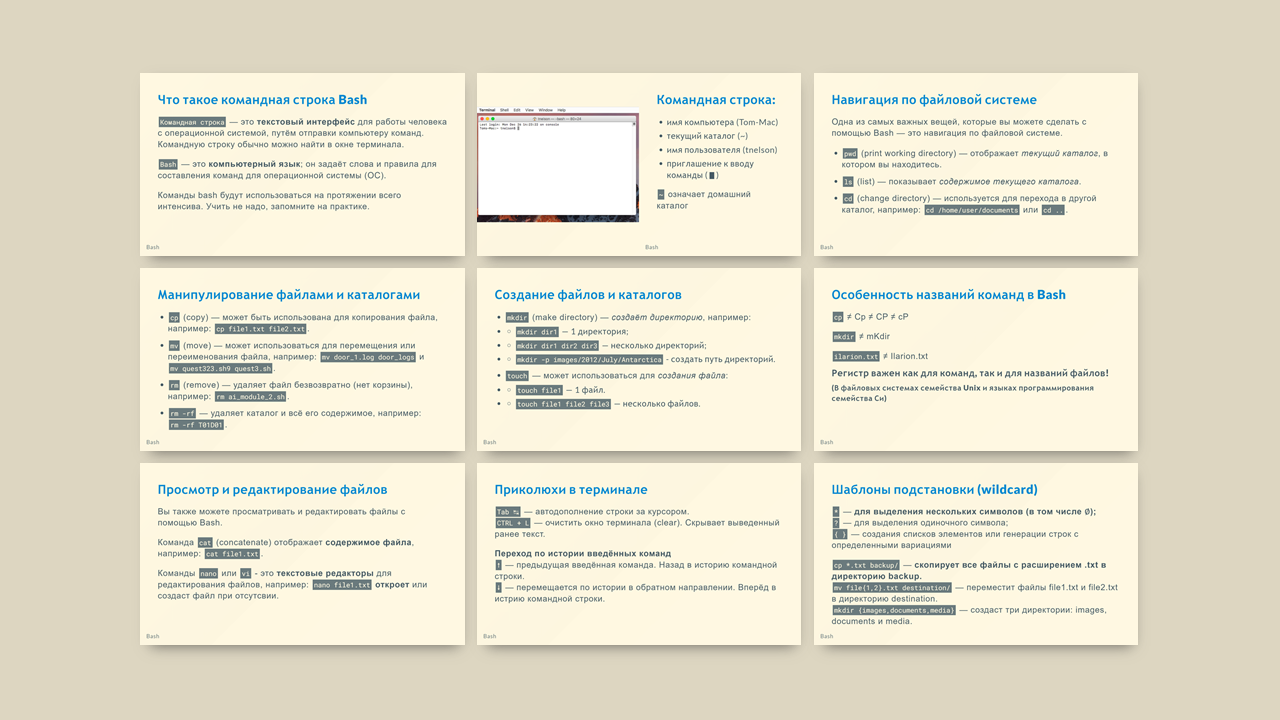 Что такое командная строка Bash
Командная строка — это текстовый интерфейс для работы человека
с операционной системой, путём отправки компьютеру команд.
Командную строку обычно можно найти в окне терминала.
Bash — это компьютерный язык; он задаёт слова и правила для
составления команд для операционной системы (ОС).
Команды bash будут использоваться на протяжении всего
интенсива. Учить не надо, запомните на практике.
Bash
Terminal Shell Edit View Window Help
Командная строка:
• имя компьютера (Tom-Mac)
• текущий каталог (~)
• имя пользователя (tnelson)
• приглашение к вводу
команды ( )
~ означает домашний
каталог
Bash
Навигация по файловой системе
Одна из самых важных вещей, которые вы можете сделать с
помощью Bash — это навигация по файловой системе.
• pwd (print working directory) — отображает текущий каталог, в
котором вы находитесь.
• ls (list) — показывает содержимое текущего каталога.
• cd (change directory) — используется для перехода в другой
каталог, например: cd /home/user/documents или cd .. .
Bash
Манипулирование файлами и каталогами
• cp (copy) — может быть использована для копирования файла,
например: cp file1.txt file2.txt.
• mv (move) — может использоваться для перемещения или
переименования файла, например: mv door_1.log door_logs и
mv quest323.sh9 quest3.sh.
• rm (remove) — удаляет файл безвозвратно (нет корзины),
например: rm ai_module_2.sh.
• rm -rf — удаляет каталог и всё его содержимое, например:
rm -rf T01D01.
Bash
Создание файлов и каталогов
• mkdir (make directory) — создаёт директорию, например:
• ○ mkdir dir1 — 1 директория;
• ○ mkdir dir1 dir2 dir3 — несколько директорий;
• ○ mkdir -p images/2012/July/Antarctica - создать путь директорий.
• touch — может использоваться для создания файла:
• ○ touch file1 — 1 файл.
• ○ touch file1 file2 file3 — несколько файлов.
Bash
Особенность названий команд в Bash
cp ≠ Cp ≠ CP ≠ cP
mkdir ≠ mKdir
ilarion.txt ≠ Ilarion.txt
Регистр важен как для команд, так и для названий файлов!
(В файловых системах семейства Unix и языках программирования
семейства Си)
Bash
Просмотр и редактирование файлов
Вы также можете просматривать и редактировать файлы с
помощью Bash.
Команда cat (concatenate) отображает содержимое файла,
например: cat file1.txt.
Команды nano или vi - это текстовые редакторы для
редактирования файлов, например: nano file1.txt откроет или
создаст файл при отсутсвии.
Bash
Приколюхи в терминале
Tab ↹ — автодополнение строки за курсором.
CTRL + L — очистить окно терминала (clear). Скрывает выведенный
ранее текст.
Переход по истории введённых команд
↑ — предыдущая введённая команда. Назад в историю командной
строки.
↓ — перемещается по истории в обратном направлении. Вперёд в
истрию командной строки.
Bash
Шаблоны подстановки (wildcard)
* — для выделения нескольких символов (в том числе 0);
? — для выделения одиночного символа;
{ } — создания списков элементов или генерации строк с
определенными вариациями
cp *.txt backup/ — скопирует все файлы с расширением .txt в
директорию backup.
mv file{1,2}.txt destination/ — переместит файлы file1.txt и file2.txt
в директорию destination.
mkdir {images,documents,media} — создаст три директории: images,
documents и media.
Bash